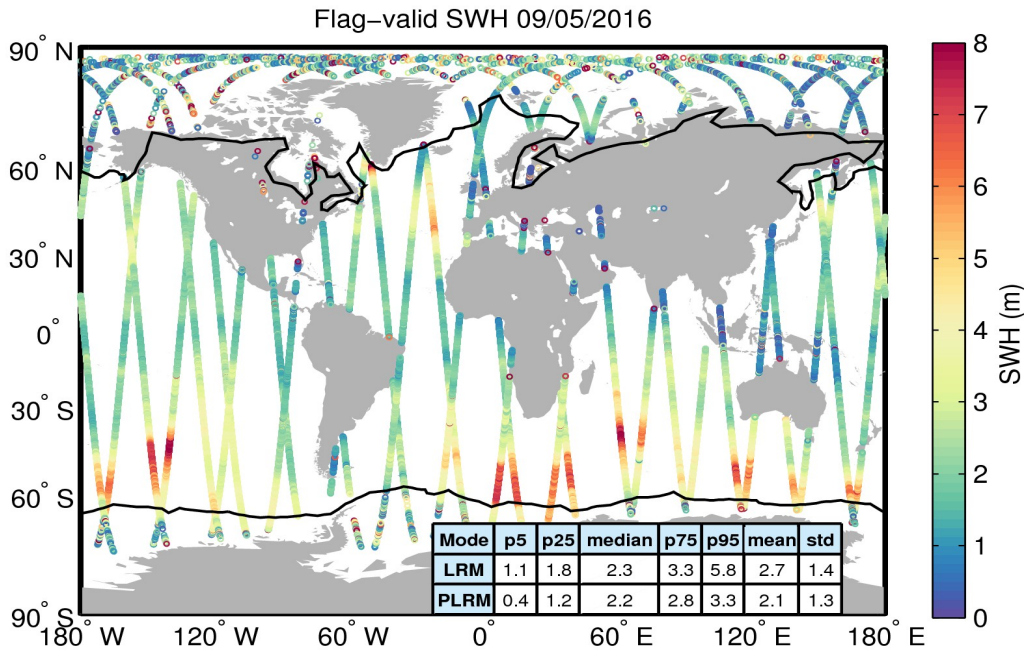 Flag−valid SWH 09/05/2016
90° N
60° N
30° N
0°
30° S
60° S
90° S
180° W
120° W
60° W
0°
60° E
120° E
180° E
8
7
6
5
4
3
2
1
0
SWH (m)
Mode p5 p25 median p75 p95 mean std
LRM 1.1 1.8 2.3 3.3 5.8 2.7 1.4
PLRM 0.4 1.2 2.2 2.8 3.3 2.1 1.3